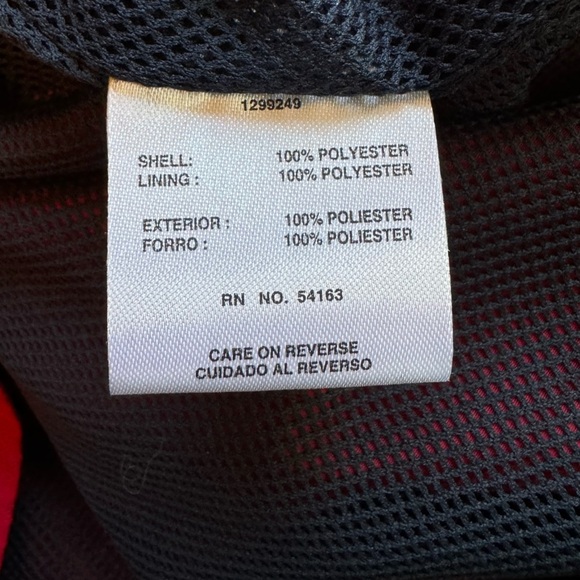 1299249
SHELL: 100% POLYESTER
LINING : 100% POLYESTER
EXTERIOR : 100% POLIESTER
FORRO : 100% POLIESTER
RN NO. 54163
CARE ON REVERSE
CUIDADO AL REVERSO